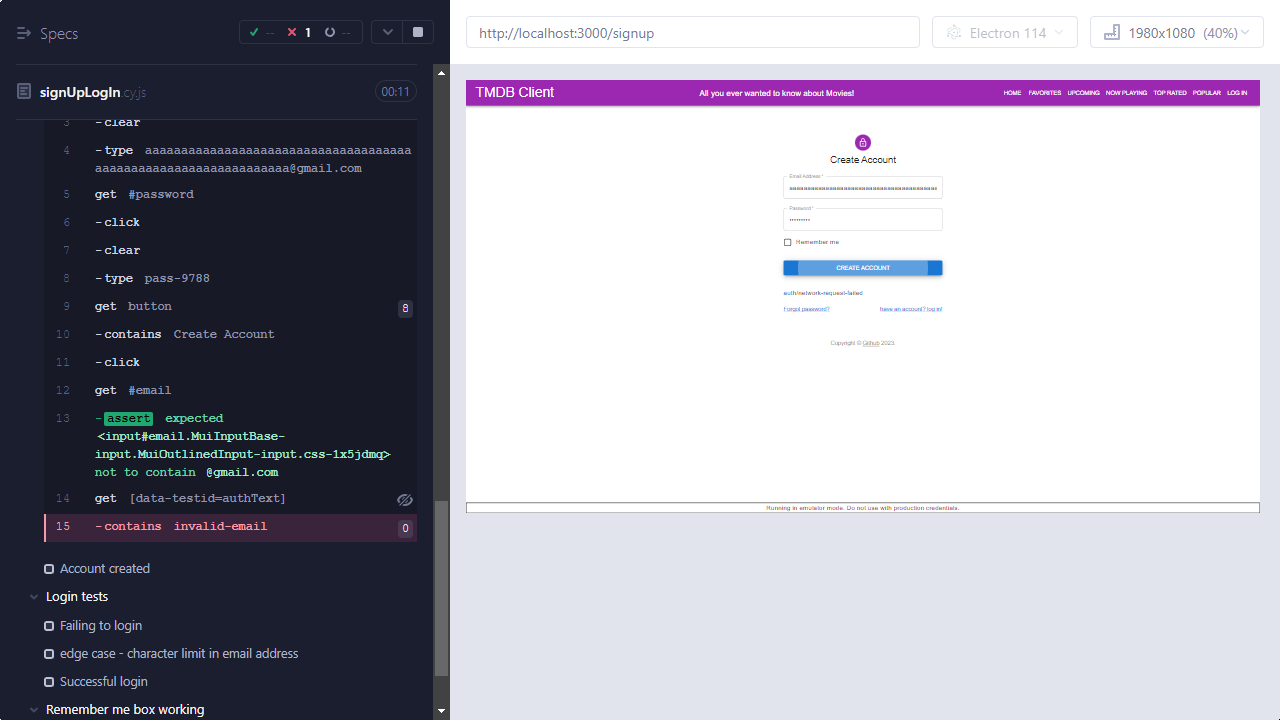 Specs
-- 1 --
signUpLogIn.cy.js
00:11
3 -clear
4 -type aaaaaaaaaaaaaaaaaaaaaaaaaaaaaaaaaaaaa
aaaaaaaaaaaaaaaaaaaaaaaaaaa@gmail.com
5 get #password
6 -click
7 -clear
8 -type pass!1788
9 get button 8
10 -contains Create Account
11 -click
12 get #email
13 -assert expected
<input#email.MuiInputBase-
input.MuiOutlinedInput-input.css-1x5jdmq>
not to contain @gmail.com
14 get [data-testid=authText]
15 -contains invalid-email 0
Account created
Login tests
Failing to login
edge case - character limit in email address
Successful login
Remember me box working
http://localhost:3000/signup
Electron 114
1980x1080 (40%)
TMDB Client
All you ever wanted to know about Movies!
HOME FAVORITES UPCOMING NOW PLAYING TOP RATED POPULAR LOG IN
Create Account
Email Address *
Password *
Remember me
CREATE ACCOUNT
auth/network-request-failed
Forgot password? have an account? log in!
Copyright © Github 2023.
Running in emulator mode. Do not use with production credentials.